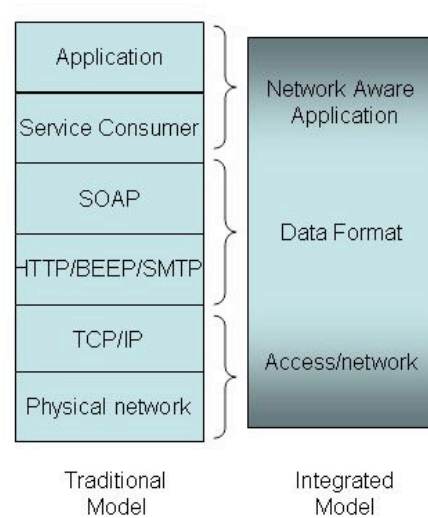 Application
Service Consumer
SOAP
HTTP/BEEP/SMTP
TCP/IP
Physical network
Traditional
Model
Network Aware
Application
Data Format
Access/network
Integrated
Model